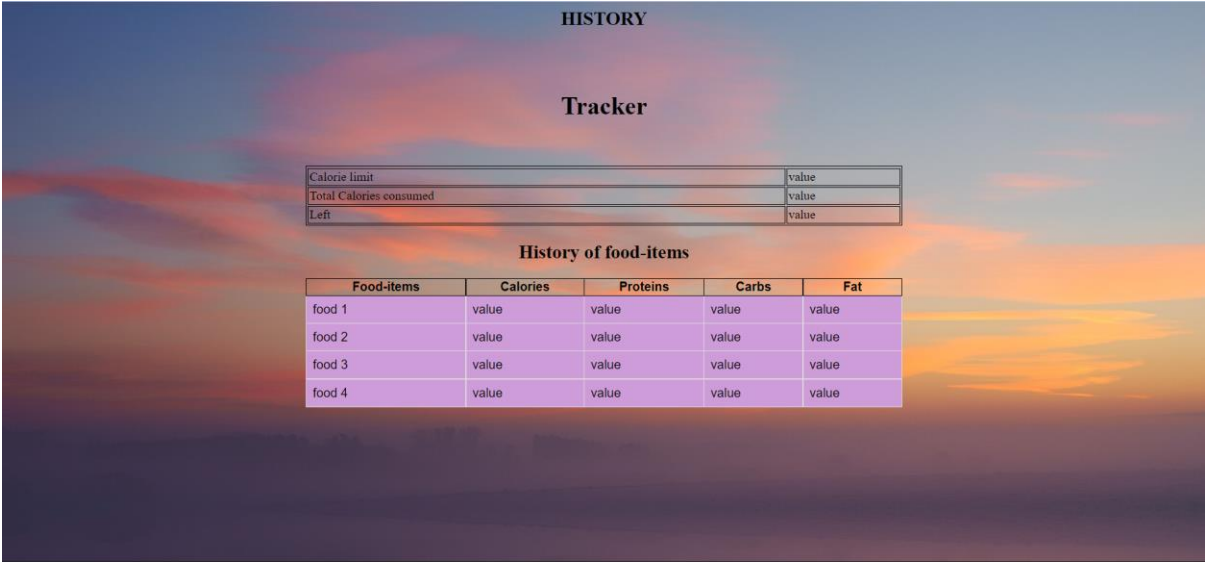 HISTORY
Tracker
Calorie limit value
Total Calories consumed value
Left value
History of food-items
Food-items Calories Proteins Carbs Fat
food 1 value value value value
food 2 value value value value
food 3 value value value value
food 4 value value value value